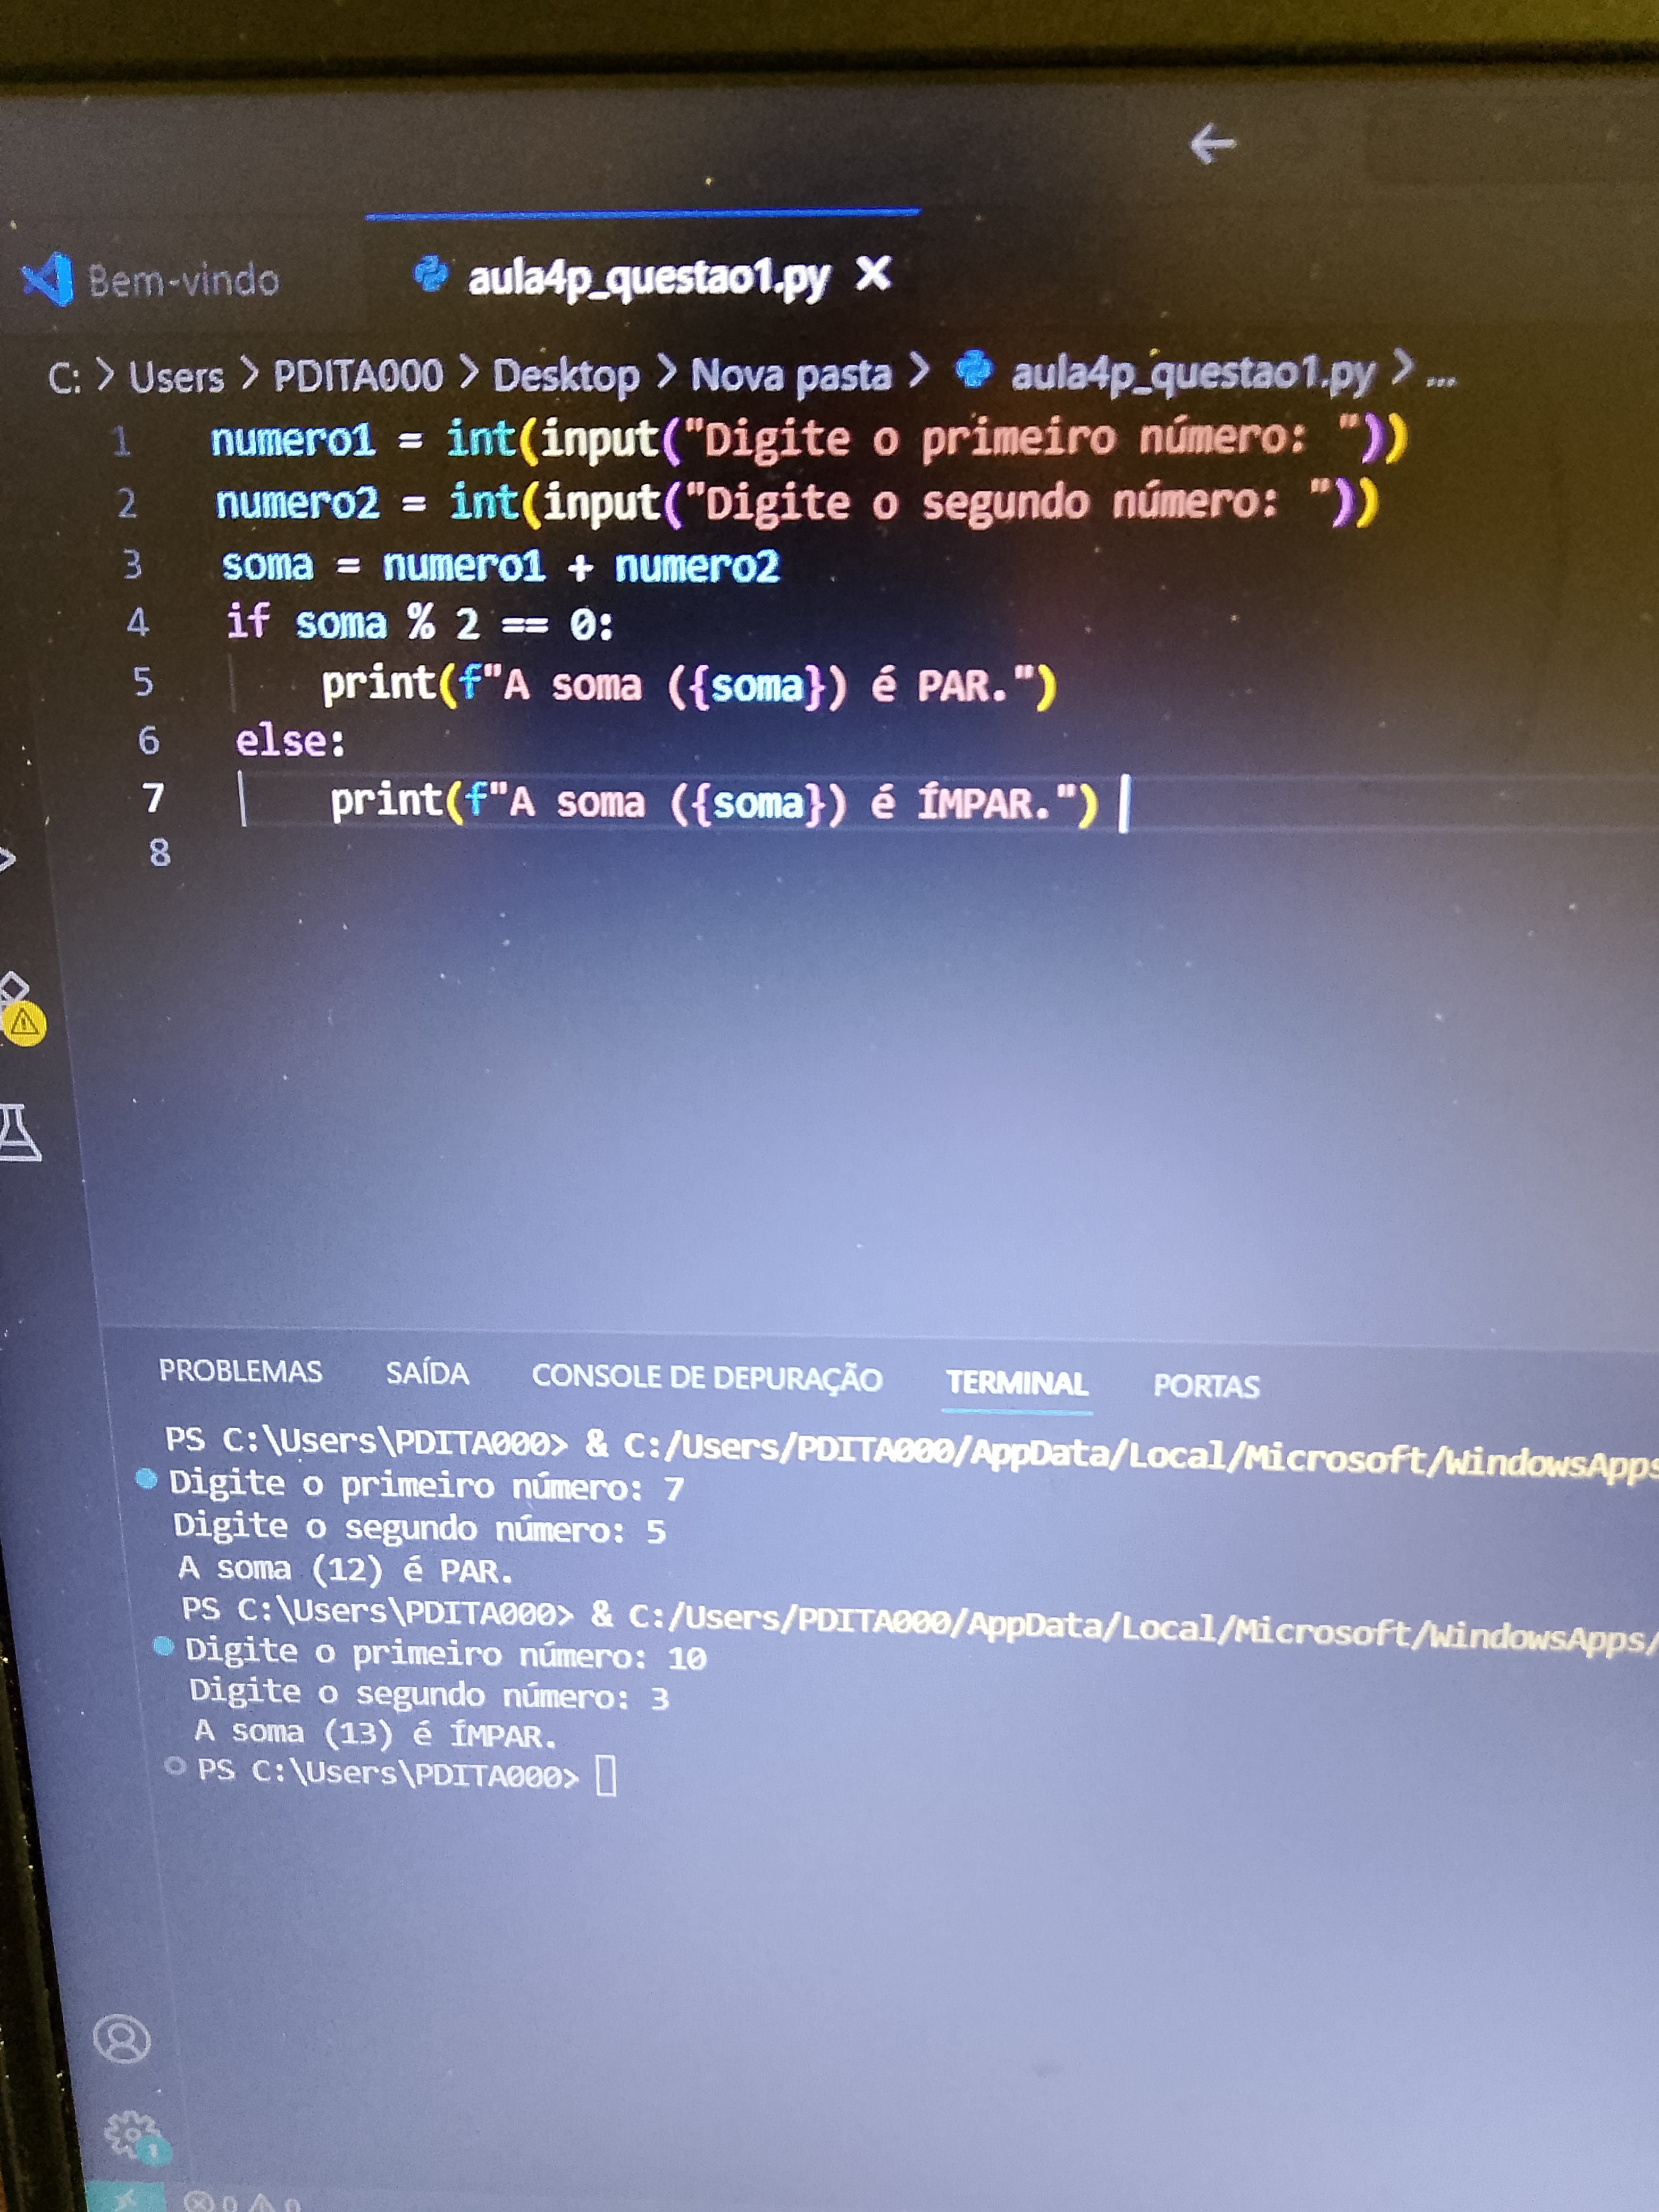 Bem-vindo
aula4p_questao1.py X
C: > Users > PDITA000 > Desktop > Nova pasta > aula4p_questao1.py > ...
1 numero1 = int(input("Digite o primeiro número: "))
2 numero2 = int(input("Digite o segundo número: "))
3 soma = numero1 + numero2
4 if soma % 2 == 0:
5     print(f"A soma ({soma}) é PAR.")
6 else:
7     print(f"A soma ({soma}) é ÍMPAR.")
8
PROBLEMAS SAÍDA CONSOLE DE DEPURAÇÃO TERMINAL PORTAS
PS C:\Users\PDITA000> & C:/Users/PDITA000/AppData/Local/Microsoft/WindowsApps
Digite o primeiro número: 7
Digite o segundo número: 5
A soma (12) é PAR.
PS C:\Users\PDITA000> & C:/Users/PDITA000/AppData/Local/Microsoft/WindowsApps/
Digite o primeiro número: 10
Digite o segundo número: 3
A soma (13) é ÍMPAR.
PS C:\Users\PDITA000>
1
0 0